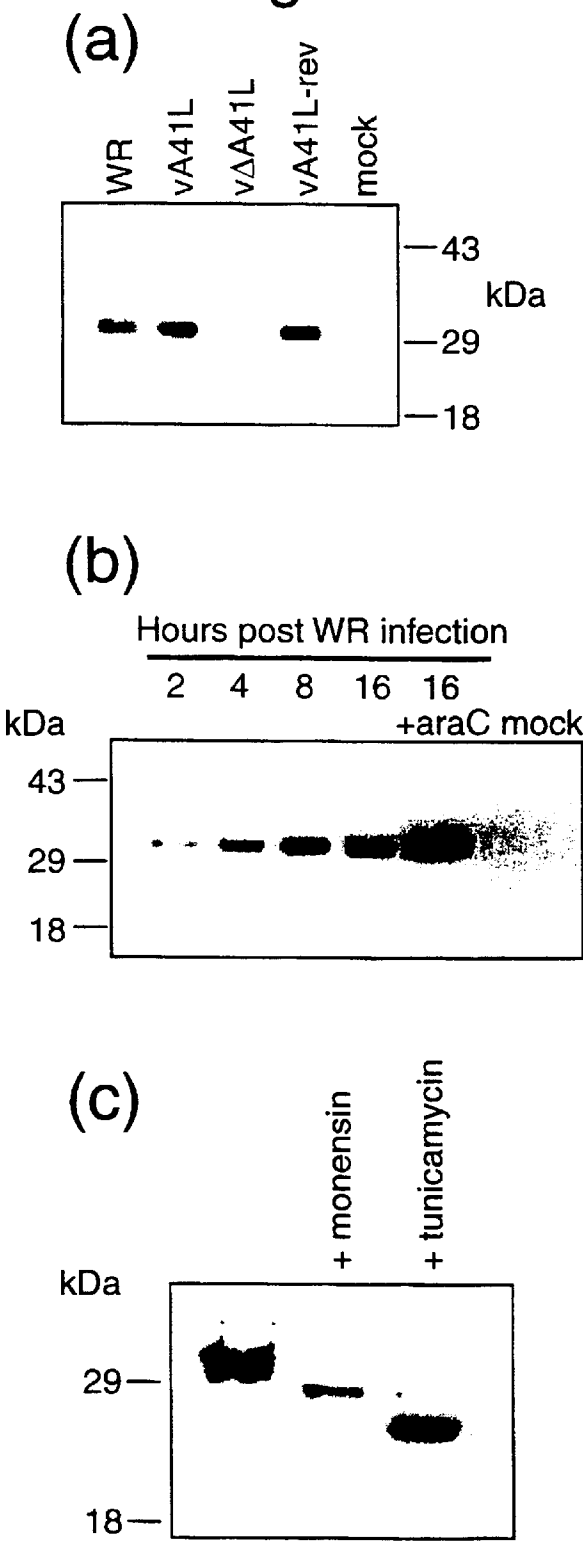 (a)
WR
vA41L
vΔA41L
vA41L-rev
mock
43
kDa
29
18
(b)
Hours post WR infection
2 4 8 16 16
kDa +araC mock
43
29
18
(c)
+ monensin
+ tunicamycin
kDa
29
18